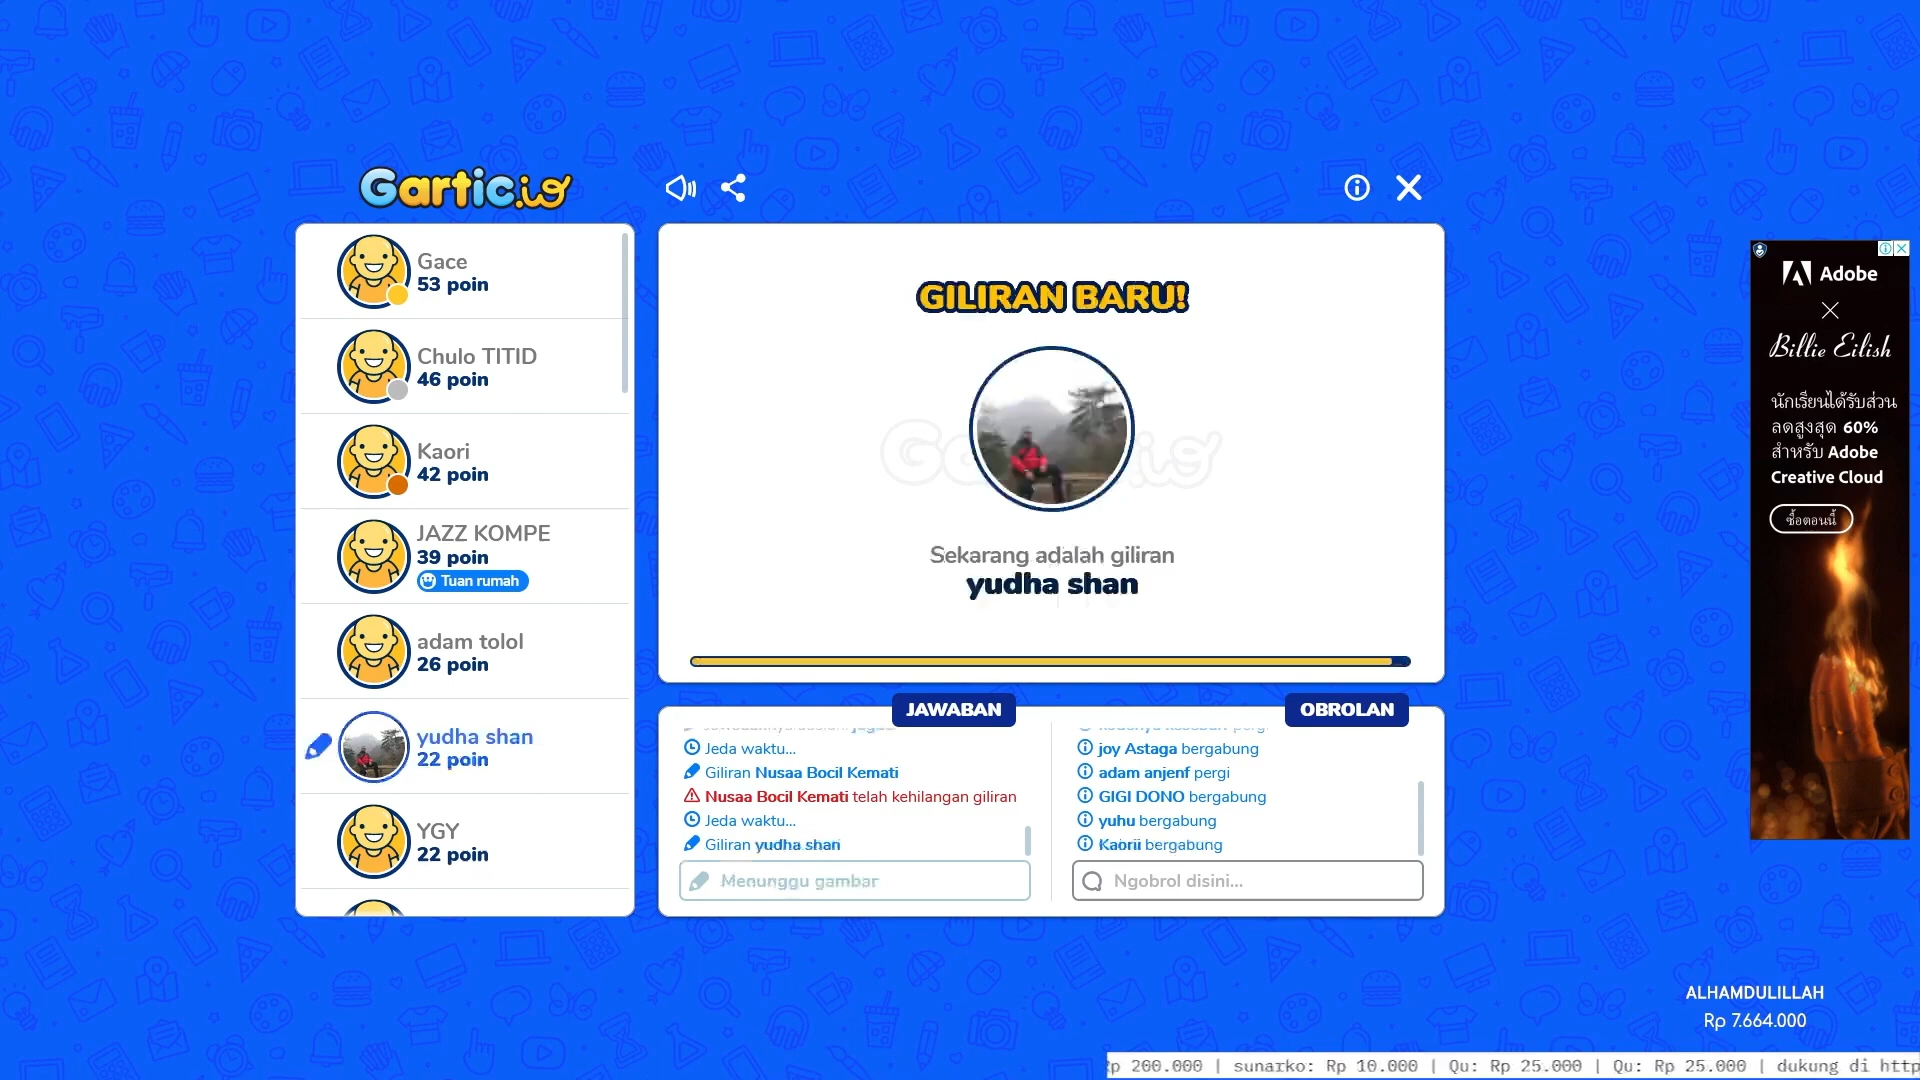 Gartic.io
Gace
53 poin
Chulo TITID
46 poin
Kaori
42 poin
JAZZ KOMPE
39 poin
Tuan rumah
adam tolol
26 poin
yudha shan
22 poin
YGY
22 poin
GILIRAN BARU!
Sekarang adalah giliran
yudha shan
JAWABAN
Jeda waktu...
Giliran Nusaa Bocil Kemati
Nusaa Bocil Kemati telah kehilangan giliran
Jeda waktu...
Giliran yudha shan
Menunggu gambar
OBROLAN
joy Astaga bergabung
adam anjenf pergi
GIGI DONO bergabung
yuhu bergabung
Kaorii bergabung
Ngobrol disini...
Adobe
Billie Eilish
นักเรียนได้รับส่วน
ลดสูงสุด 60%
สำหรับ Adobe
Creative Cloud
ซื้อตอนนี้
ALHAMDULILLAH
Rp 7.664.000
Rp 200.000 | sunarko: Rp 10.000 | Qu: Rp 25.000 | Qu: Rp 25.000 | dukung di http